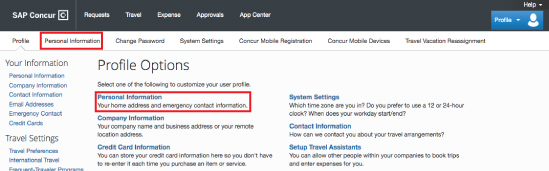 Help
SAP Concur C Requests Travel Expense Approvals App Center
Profile
Profile Personal Information Change Password System Settings Concur Mobile Registration Concur Mobile Devices Travel Vacation Reassignment
Your Information
Personal Information
Company Information
Contact Information
Email Addresses
Emergency Contact
Credit Cards
Travel Settings
Travel Preferences
International Travel
Frequent-Traveler Programs
Profile Options
Select one of the following to customize your user profile.
Personal Information
Your home address and emergency contact information.
Company Information
Your company name and business address or your remote
location address.
Credit Card Information
You can store your credit card information here so you don't have
to re-enter it each time you purchase an item or service.
System Settings
Which time zone are you in? Do you prefer to use a 12 or 24-hour
clock? When does your workday start/end?
Contact Information
How can we contact you about your travel arrangements?
Setup Travel Assistants
You can allow other people within your companies to book trips
and enter expenses for you.